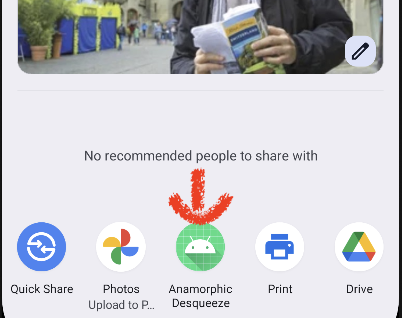 No recommended people to share with
Quick Share
Photos
Upload to P...
Anamorphic
Desqueeze
Print
Drive